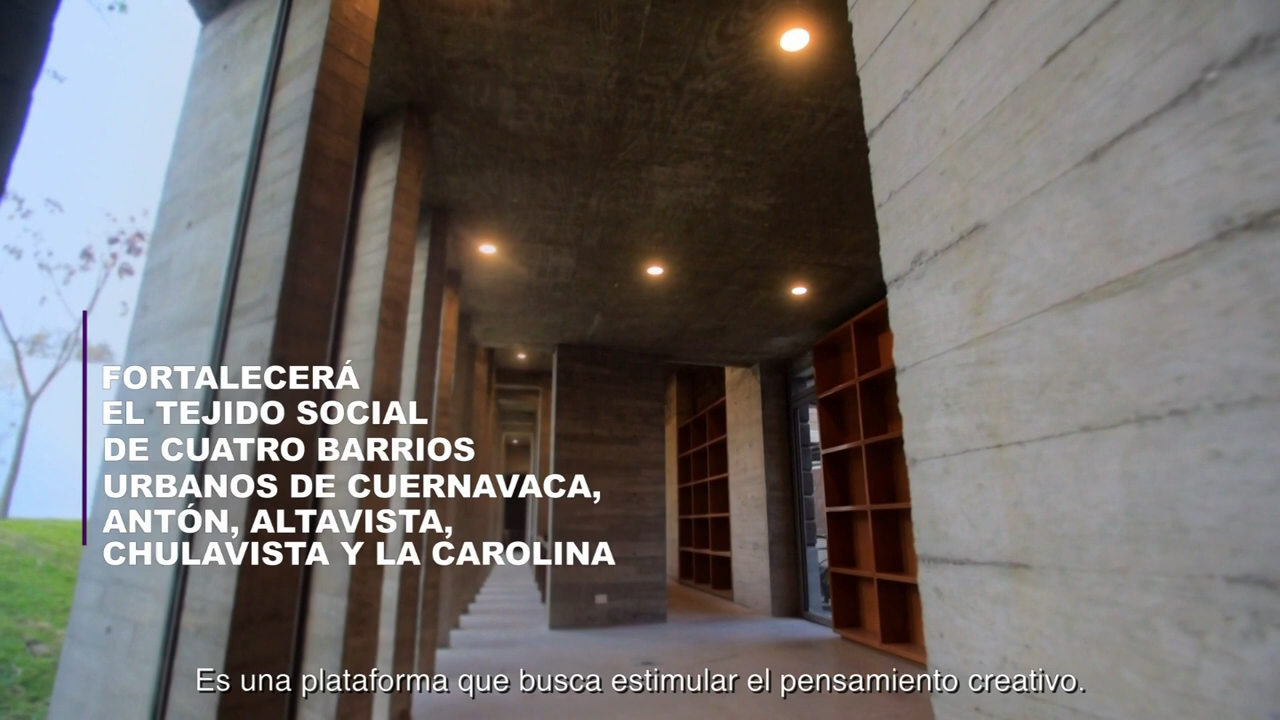 FORTALECERÁ
EL TEJIDO SOCIAL
DE CUATRO BARRIOS
URBANOS DE CUERNAVACA,
ANTÓN, ALTAVISTA,
CHULAVISTA Y LA CAROLINA
Es una plataforma que busca estimular el pensamiento creativo.